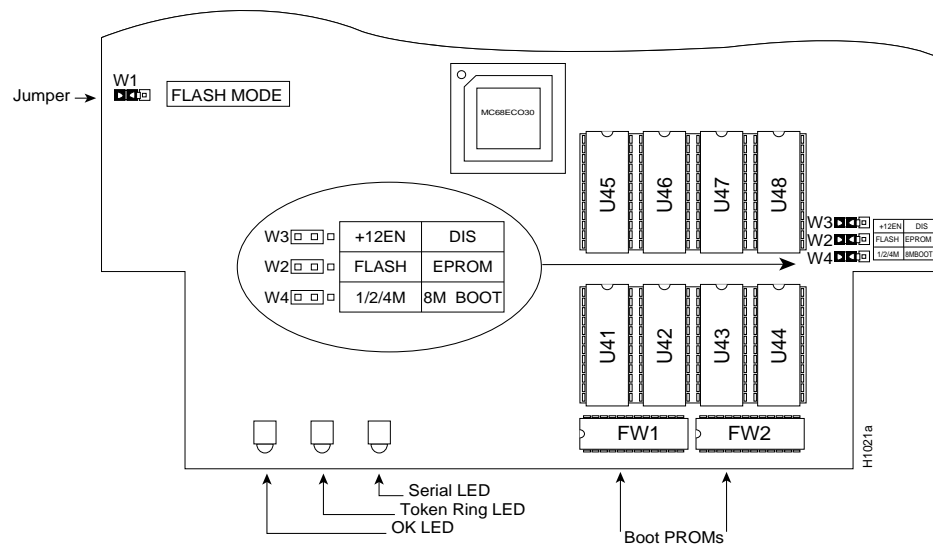 W1
Jumper
FLASH MODE
MC68ECO30
U45
U46
U47
U48
W3 +12EN DIS
W2 FLASH EPROM
W4 1/2/4M 8M BOOT
W3 +12EN DIS
W2 FLASH EPROM
W4 1/2/4M 8MBOOT
U41
U42
U43
U44
FW1
FW2
H1021a
Serial LED
Token Ring LED
OK LED
Boot PROMs